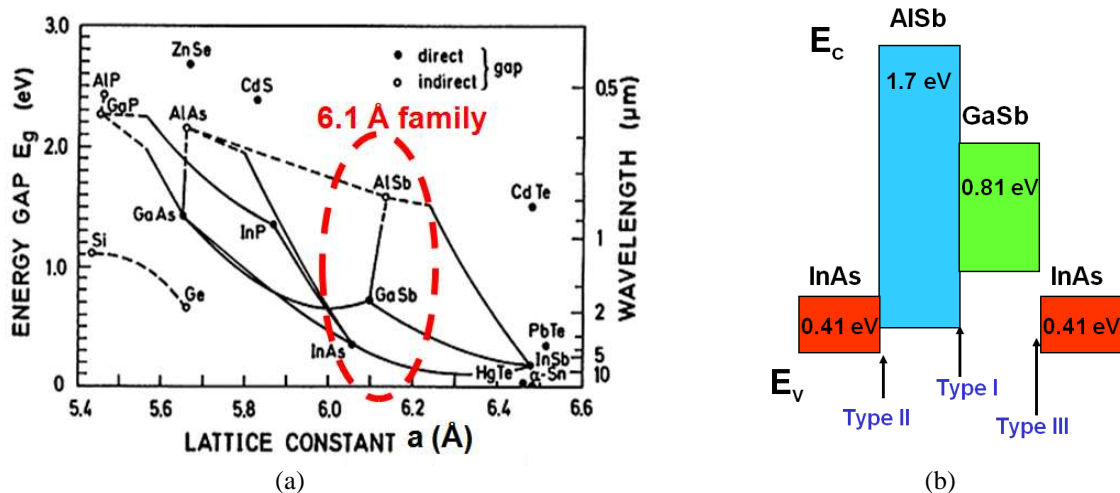 3.0
2.0
1.0
0
ENERGY GAP Eg (eV)
ZnSe
direct
indirect
gap
AlP
GaP
CdS
AlAs
6.1 Å family
AlSb
CdTe
GaAs
InP
Si
Ge
GaSb
InAs
PbTe
InSb
HgTe
α-Sn
0.5
1
2
5
10
WAVELENGTH (μm)
5.4 5.6 5.8 6.0 6.2 6.4 6.6
LATTICE CONSTANT a (Å)
(a)
AlSb
EC
1.7 eV
GaSb
0.81 eV
InAs
InAs
0.41 eV
0.41 eV
EV
Type II
Type I
Type III
(b)